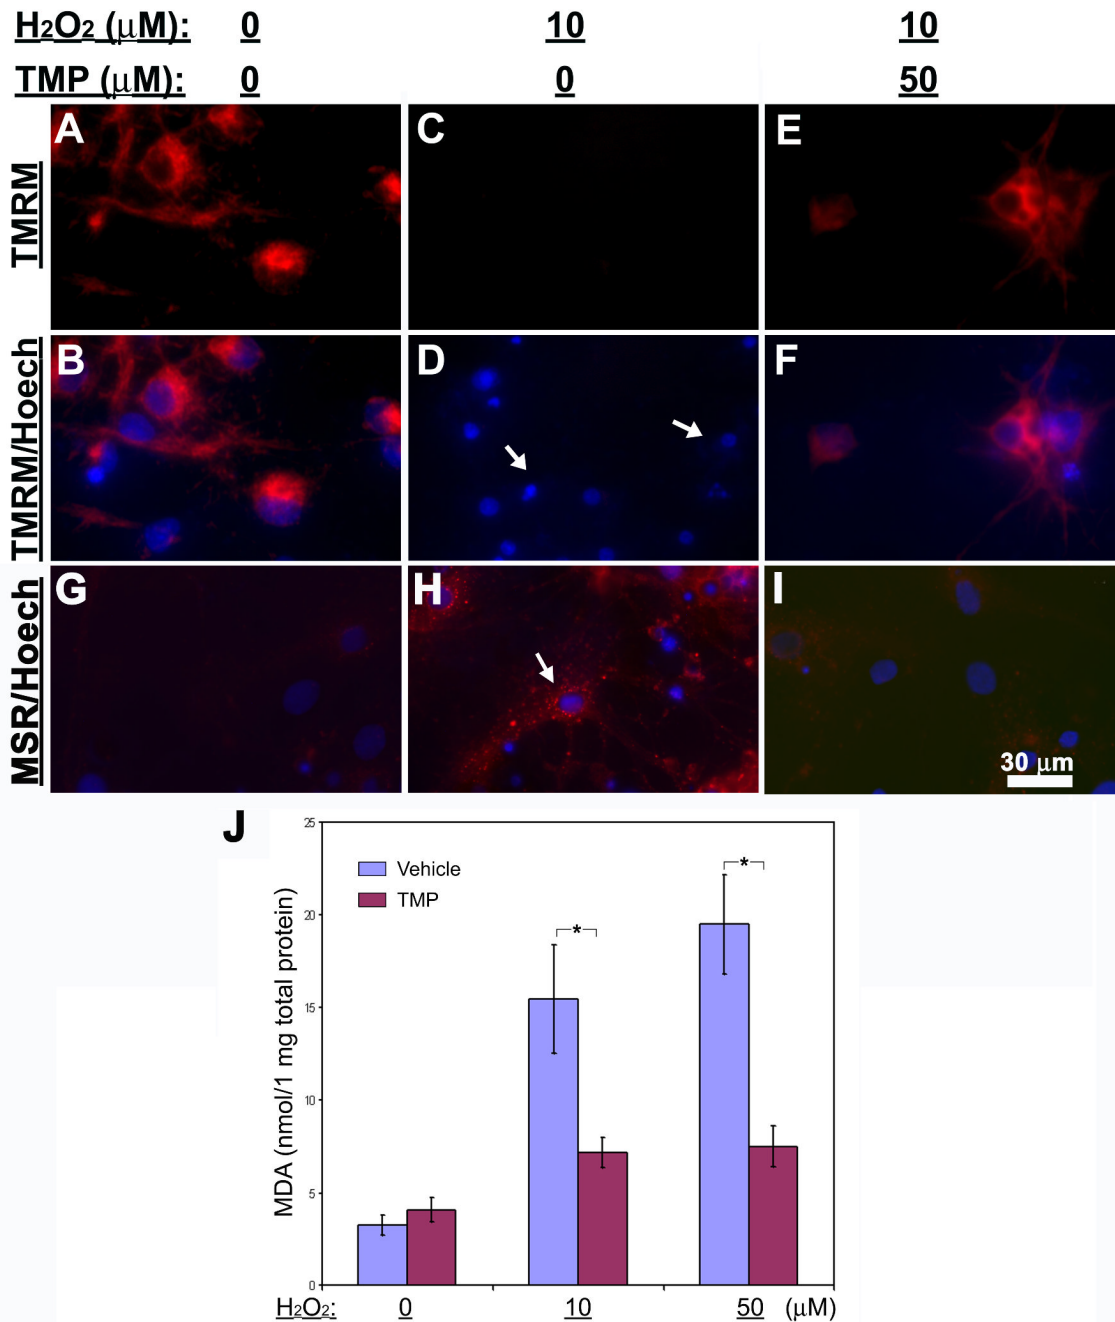 H2O2 (μM): 0 10 10
TMP (μM): 0 0 50
TMRM
A
C
E
TMRM/Hoech
B
D
F
MSR/Hoech
G
H
I
30 μm
J
MDA (nmol/1 mg total protein)
25
20
15
10
5
0
Vehicle
TMP
*
*
H2O2: 0 10 50 (μM)